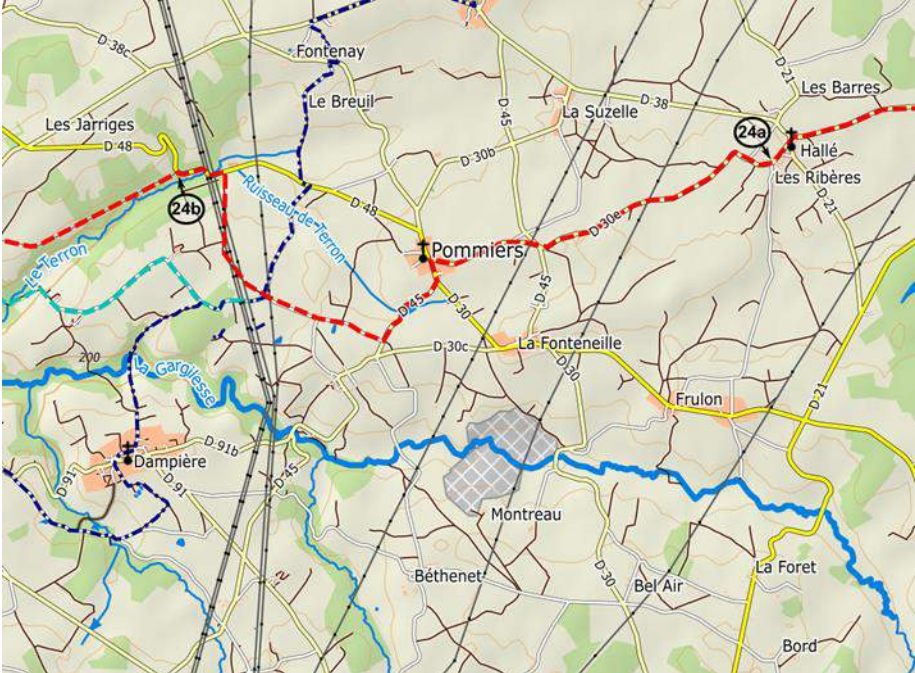 D 38c
Fontenay
D 21
Les Barres
Le Breuil
D 38
La Suzelle
D 45
24a
Les Jarriges
D 48
Hallé
D 30b
Les Ribères
Ruisseau-de-Terron
24b
D 48
D 21
D 30e
Pommiers
Le Terron
D 45
D 45
D 30
La Fonteneille
D 30c
200
D 30
La Gargilesse
Frulon
D 21
D 91b
Dampière
D 91
D 91
D 45
Montreau
Béthenet
D 30
Bel Air
La Foret
Bord